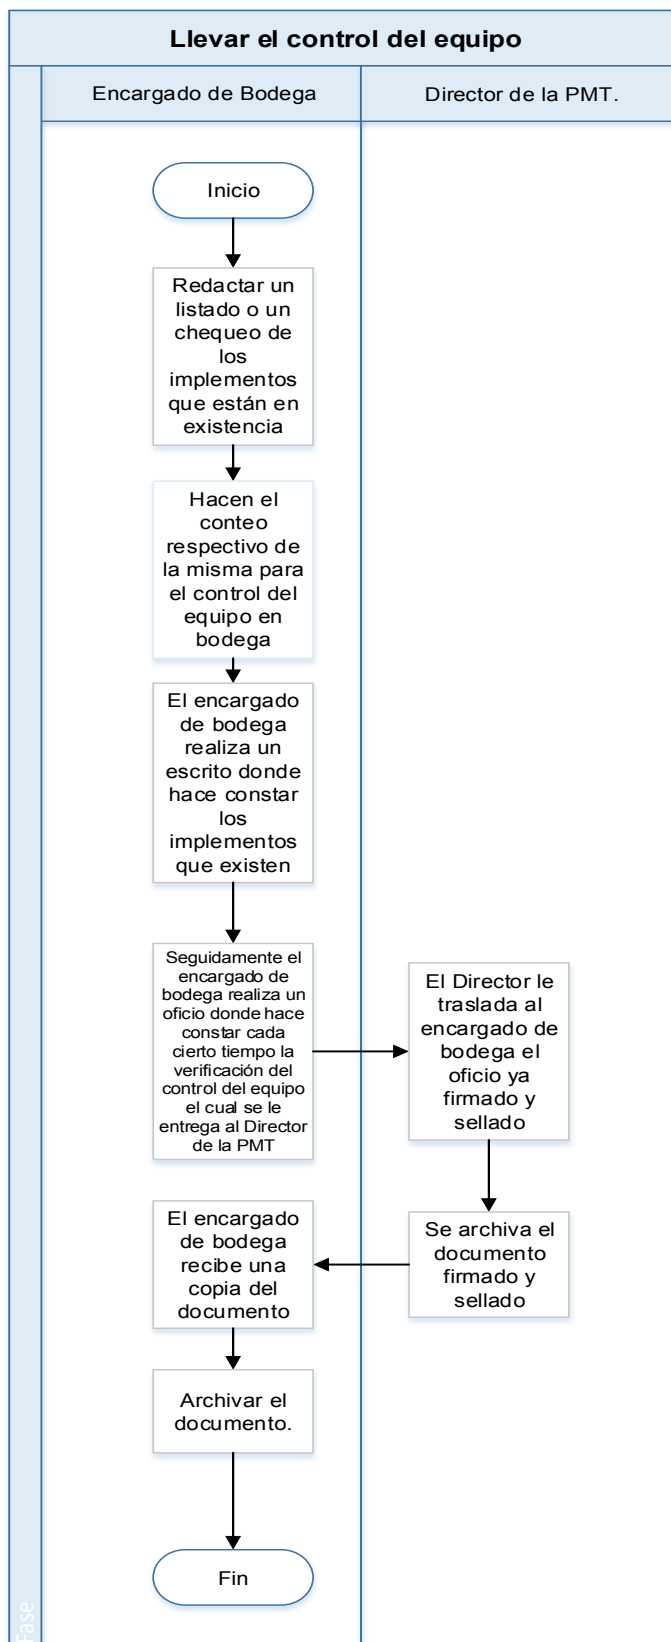 Llevar el control del equipo
Encargado de Bodega
Director de la PMT.
Inicio
Redactar un
listado o un
chequeo de
los
implementos
que están en
existencia
Hacen el
conteo
respectivo de
la misma para
el control del
equipo en
bodega
El encargado
de bodega
realiza un
escrito donde
hace constar
los
implementos
que existen
Seguidamente el
encargado de
bodega realiza un
oficio donde hace
constar cada
cierto tiempo la
verificación del
control del equipo
el cual se le
entrega al Director
de la PMT
El Director le
traslada al
encargado de
bodega el
oficio ya
firmado y
sellado
Se archiva el
documento
firmado y
sellado
El encargado
de bodega
recibe una
copia del
documento
Archivar el
documento.
Fin
Fase